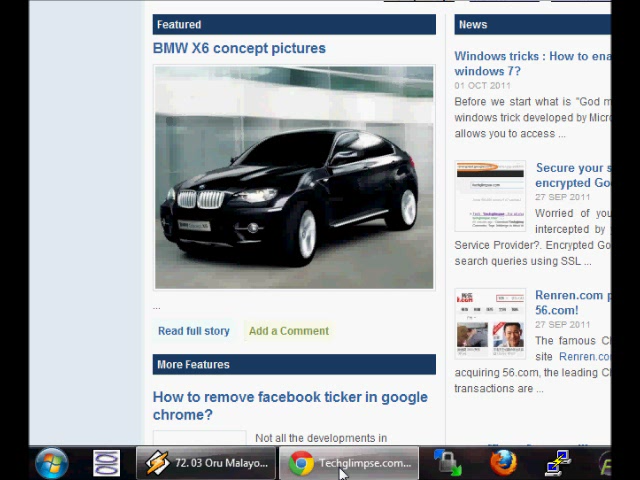 Featured
BMW X6 concept pictures
...
Read full story
Add a Comment
More Features
How to remove facebook ticker in google
chrome?
Not all the developments in
News
Windows tricks : How to ena
windows 7?
01 OCT 2011
Before we start what is "God m
windows trick developed by Micr
allows you to access ...
Secure your s
encrypted Go
27 SEP 2011
Worried of you
intercepted by
Service Provider?. Encrypted Go
search queries using SSL ...
Renren.com p
56.com!
27 SEP 2011
The famous C
site Renren.co
acquiring 56.com, the leading C
transactions are ...
72. 03 Oru Malayo...
Techglimpse.com...